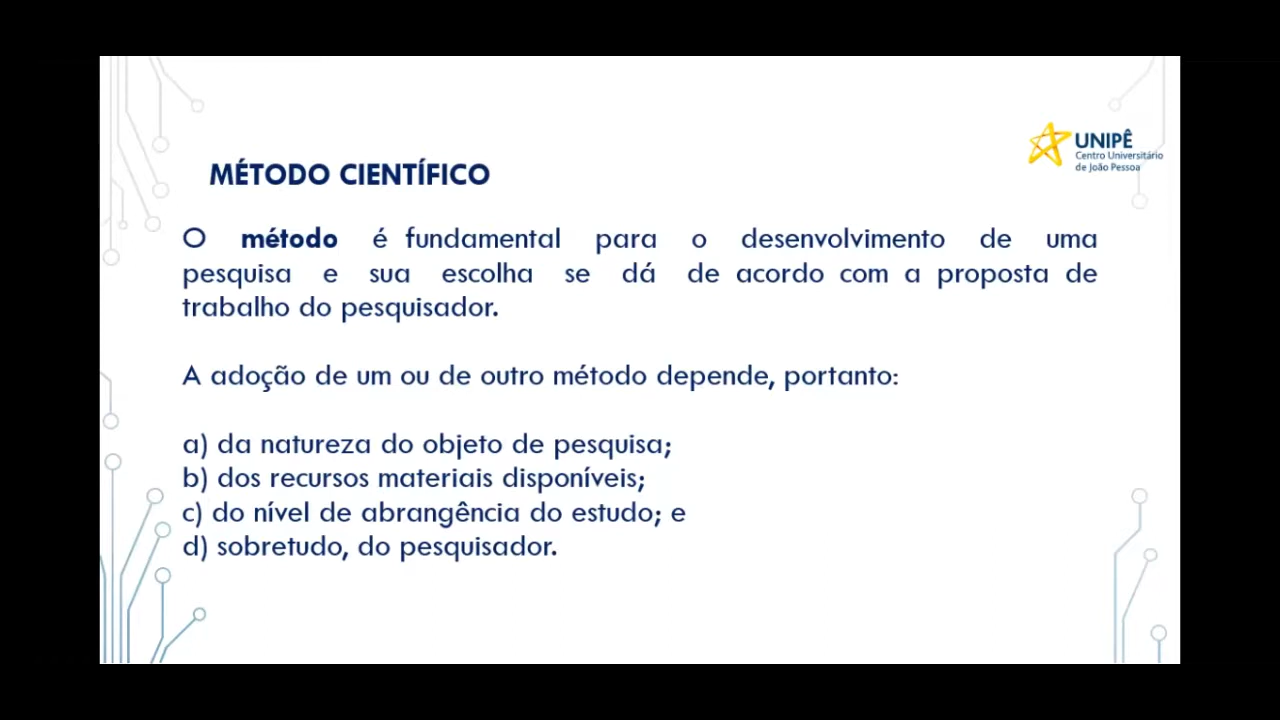 UNIPÊ
Centro Universitário
de João Pessoa
MÉTODO CIENTÍFICO
O método é fundamental para o desenvolvimento de uma
pesquisa e sua escolha se dá de acordo com a proposta de
trabalho do pesquisador.
A adoção de um ou de outro método depende, portanto:
a) da natureza do objeto de pesquisa;
b) dos recursos materiais disponíveis;
c) do nível de abrangência do estudo; e
d) sobretudo, do pesquisador.